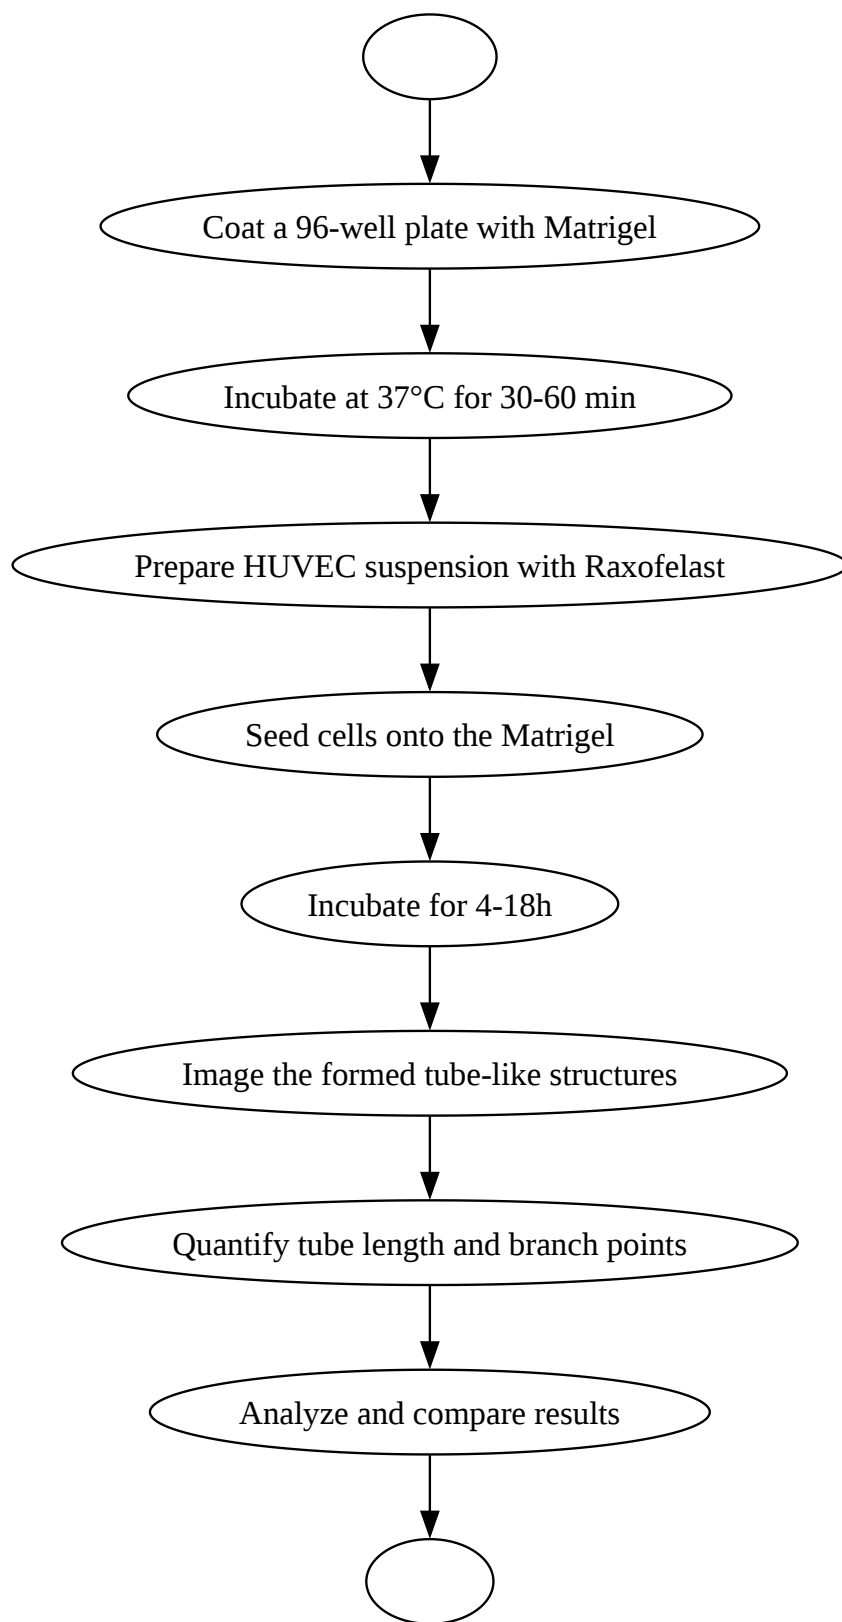 Coat a 96-well plate with Matrigel
Incubate at 37°C for 30-60 min
Prepare HUVEC suspension with Raxofelast
Seed cells onto the Matrigel
Incubate for 4-18h
Image the formed tube-like structures
Quantify tube length and branch points
Analyze and compare results